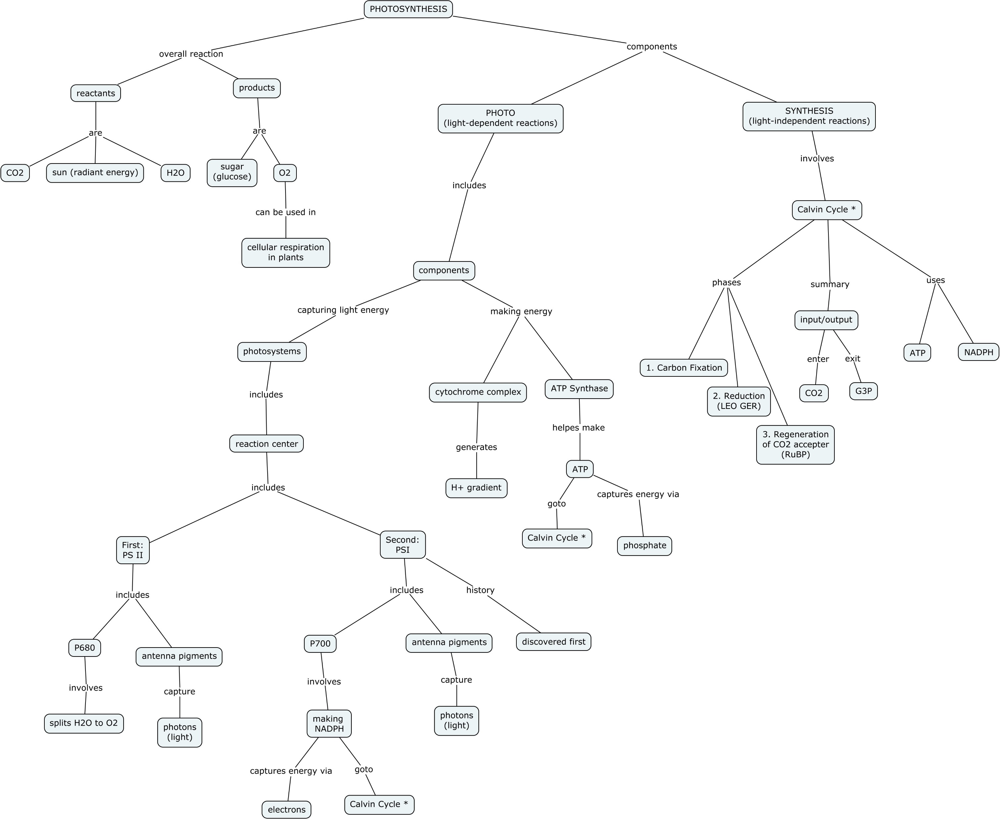 PHOTOSYNTHESIS
overall reaction
components
reactants
products
PHOTO
(light-dependent reactions)
SYNTHESIS
(light-independent reactions)
are
are
involves
CO2
sun (radiant energy)
H2O
sugar
(glucose)
O2
includes
can be used in
Calvin Cycle *
cellular respiration
in plants
components
phases
summary
uses
capturing light energy
making energy
input/output
photosystems
ATP
NADPH
enter
exit
1. Carbon Fixation
includes
cytochrome complex
ATP Synthase
2. Reduction
(LEO GER)
CO2
G3P
helpes make
3. Regeneration
of CO2 accepter
(RuBP)
reaction center
generates
ATP
includes
H+ gradient
goto
captures energy via
First:
PS II
Second:
PSI
Calvin Cycle *
phosphate
includes
includes
history
P680
antenna pigments
P700
antenna pigments
discovered first
involves
capture
involves
capture
splits H2O to O2
photons
(light)
making
NADPH
photons
(light)
captures energy via
goto
electrons
Calvin Cycle *